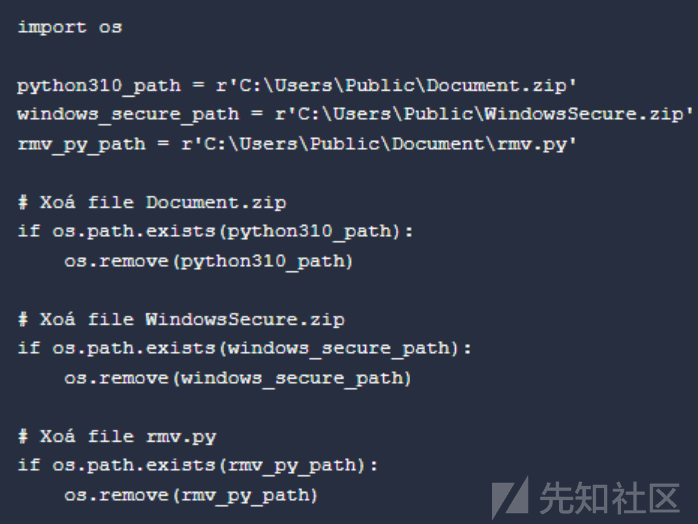 import os
python310_path = r'C:\Users\Public\Document.zip'
windows_secure_path = r'C:\Users\Public\WindowsSecure.zip'
rmv_py_path = r'C:\Users\Public\Document\rmv.py'
# Xoá file Document.zip
if os.path.exists(python310_path):
    os.remove(python310_path)
# Xoá file WindowsSecure.zip
if os.path.exists(windows_secure_path):
    os.remove(windows_secure_path)
# Xoá file rmv.py
if os.path.exists(rmv_py_path):
    os.remove(rmv_py_path)
先知社区